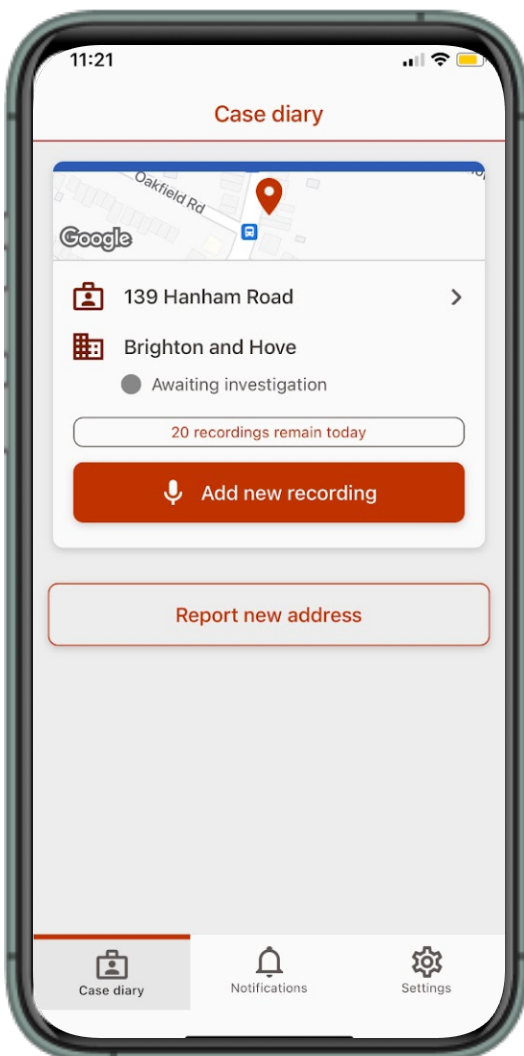 11:21
Case diary
Oakfield Rd
Google
139 Hanham Road
Brighton and Hove
Awaiting investigation
20 recordings remain today
Add new recording
Report new address
Case diary
Notifications
Settings